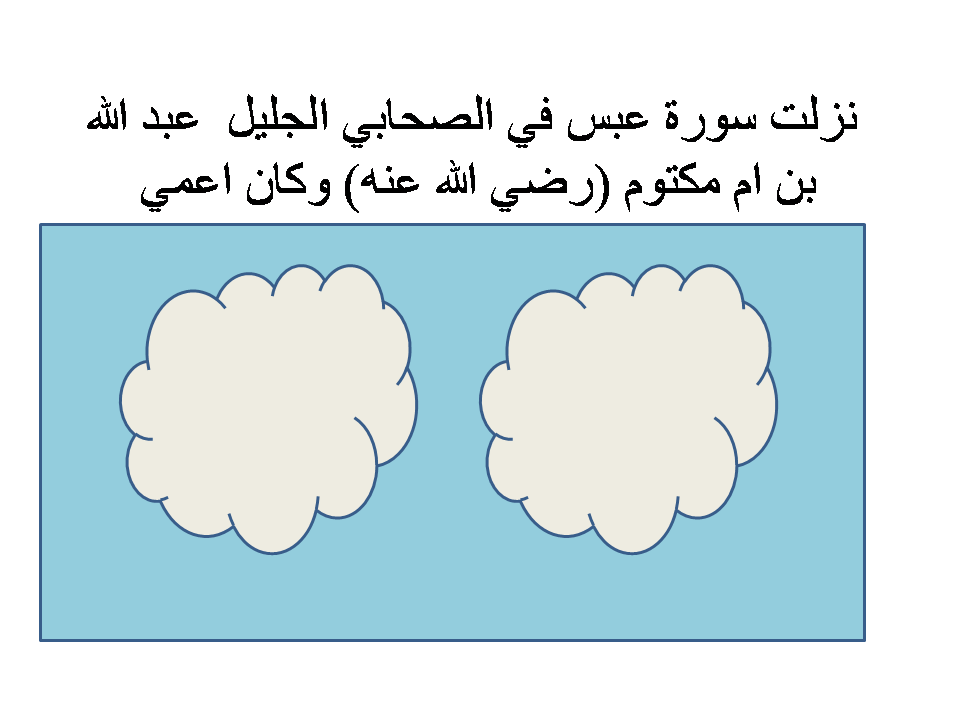 نزلت سورة عبس في الصحابي الجليل عبد الله
بن ام مكتوم (رضي الله عنه) وكان اعمي